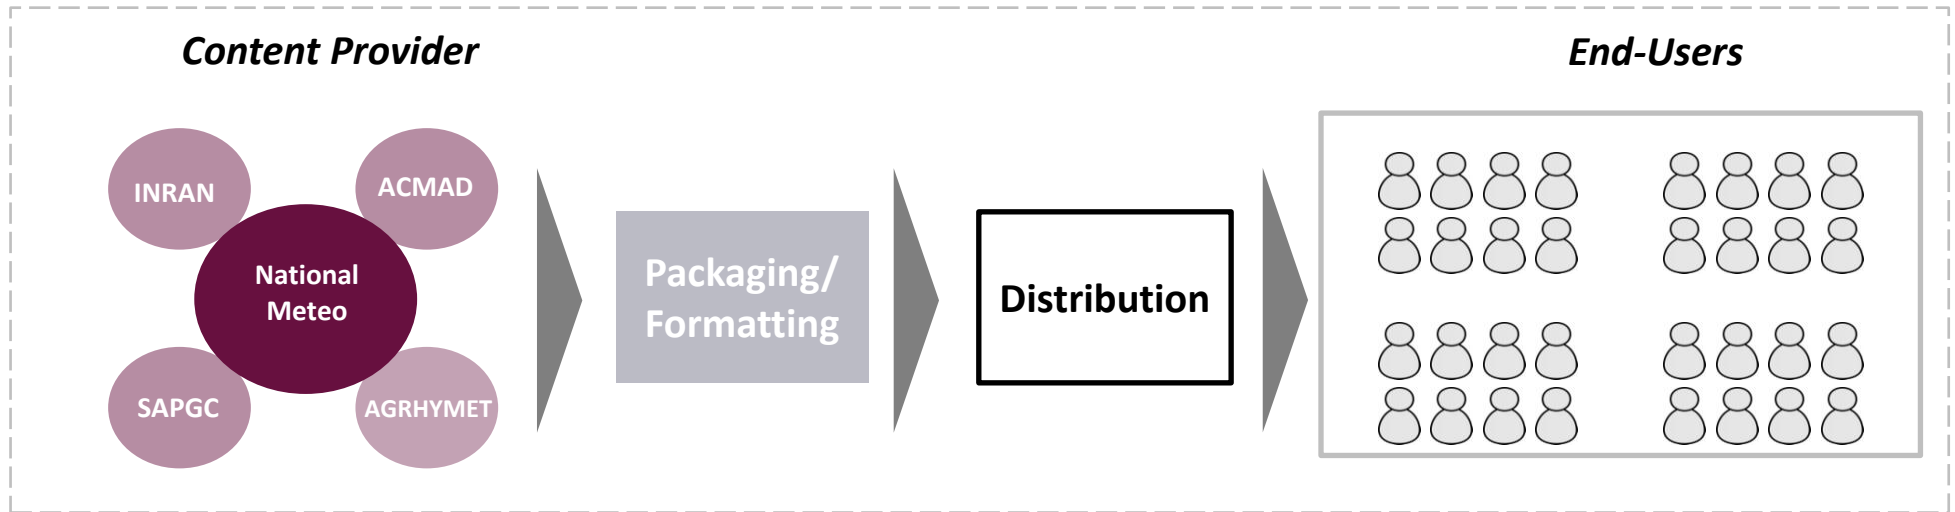 Content Provider
End-Users
INRAN
ACMAD
National
Meteo
SAPGC
AGRHYMET
Packaging/
Formatting
Distribution